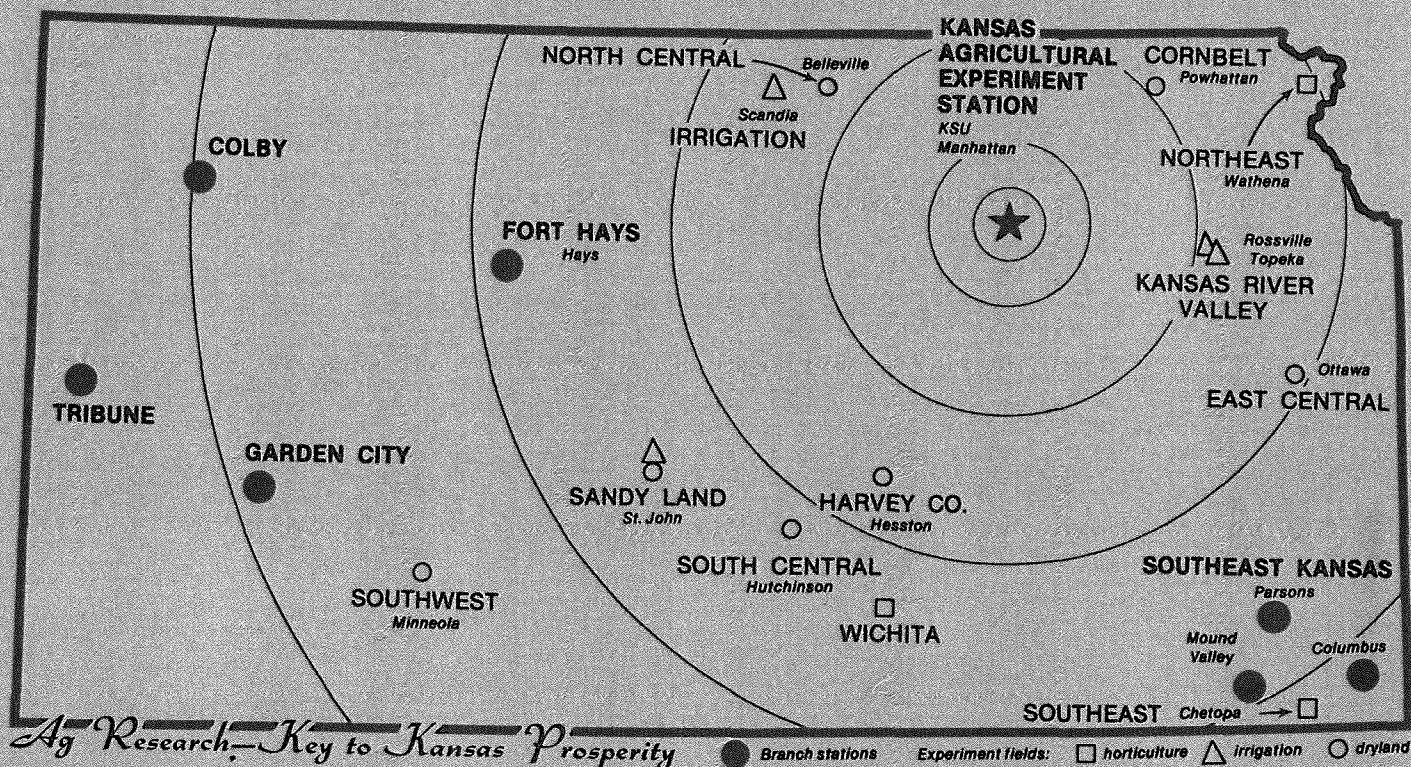 KANSAS
AGRICULTURAL
EXPERIMENT
STATION
KSU
Manhattan
NORTH CENTRAL
Belleville
Scandia
IRRIGATION
CORNBELT
Powhattan
NORTHEAST
Wathena
COLBY
FORT HAYS
Hays
Rossville
Topeka
KANSAS RIVER
VALLEY
TRIBUNE
Ottawa
EAST CENTRAL
GARDEN CITY
SANDY LAND
St. John
HARVEY CO.
Hesston
SOUTH CENTRAL
Hutchinson
SOUTHWEST
Minneola
WICHITA
SOUTHEAST KANSAS
Parsons
Mound
Valley
Columbus
SOUTHEAST Chetopa
Ag Research—Key to Kansas Prosperity
Branch stations Experiment fields: horticulture irrigation dryland